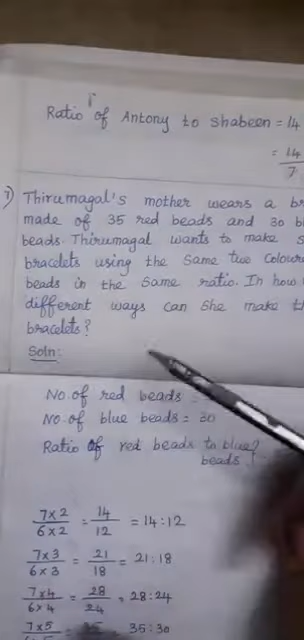 Ratio of Antony to Shabeen = 14
= 14
7
7) Thirumagal's mother wears a br
made of 35 red beads and 30 bl
beads. Thirumagal wants to make s
bracelets using the Same two Coloure
beads in the Same ratio. In how
different ways can She make th
bracelets?
Soln:
No. of red beads =
No. of blue beads = 30
Ratio of red beads to blue
beads
7×2/6×2 = 14/12 = 14:12
7×3/6×3 = 21/18 = 21:18
7×4/6×4 = 28/24 = 28:24
7×5 35:30